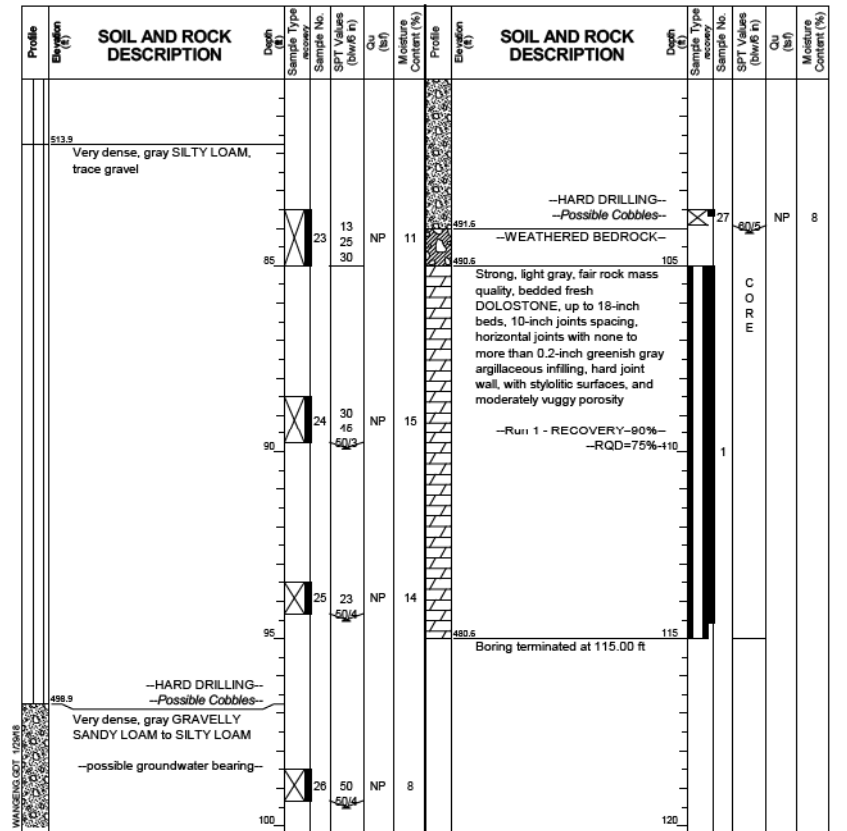 Profile
Elevation (ft)
SOIL AND ROCK DESCRIPTION
Depth (ft)
Sample Type recovery
Sample No.
SPT Values (blw/6 in)
Qu (tsf)
Moisture Content (%)
513.9
Very dense, gray SILTY LOAM,
trace gravel
23 13 NP 11
25
30
85
24 30 NP 15
45
50/3
90
25 23 NP 14
50/4
95
--HARD DRILLING--
498.9 --Possible Cobbles--
Very dense, gray GRAVELLY
SANDY LOAM to SILTY LOAM
--possible groundwater bearing--
26 50 NP 8
50/4
100
WANGENG.GDT 1/29/18
Profile
Elevation (ft)
SOIL AND ROCK DESCRIPTION
Depth (ft)
Sample Type recovery
Sample No.
SPT Values (blw/6 in)
Qu (tsf)
Moisture Content (%)
--HARD DRILLING--
--Possible Cobbles-- 27 60/5 NP 8
491.6
--WEATHERED BEDROCK--
490.6 105
Strong, light gray, fair rock mass
quality, bedded fresh
DOLOSTONE, up to 18-inch
beds, 10-inch joints spacing,
horizontal joints with none to
more than 0.2-inch greenish gray
argillaceous infilling, hard joint
wall, with stylolitic surfaces, and
moderately vuggy porosity
C
O
R
E
--Run 1 - RECOVERY=90%--
--RQD=75%--110 1
480.6 115
Boring terminated at 115.00 ft
120